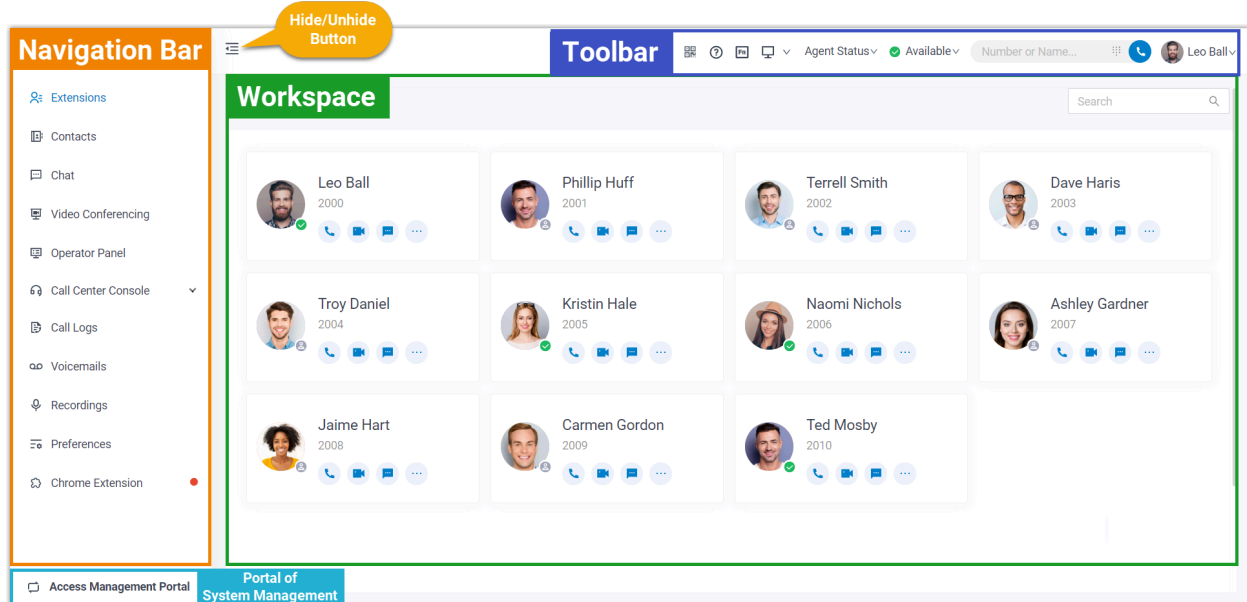 Hide/Unhide
Button
Navigation Bar
Toolbar
Fn
Agent Status
Available
Number or Name...
Leo Ball
Workspace
Search
Extensions
Contacts
Chat
Video Conferencing
Operator Panel
Call Center Console
Call Logs
Voicemails
Recordings
Preferences
Chrome Extension
Leo Ball
2000
Phillip Huff
2001
Terrell Smith
2002
Dave Haris
2003
Troy Daniel
2004
Kristin Hale
2005
Naomi Nichols
2006
Ashley Gardner
2007
Jaime Hart
2008
Carmen Gordon
2009
Ted Mosby
2010
Access Management Portal
Portal of
System Management